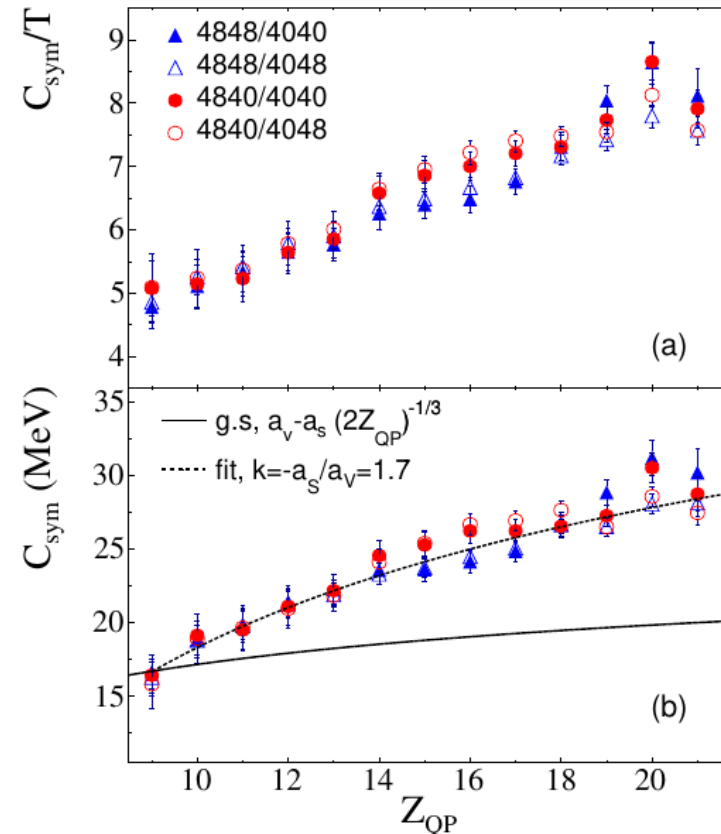 C_sym/T
9
8
7
6
5
4
4848/4040
4848/4048
4840/4040
4840/4048
(a)
C_sym (MeV)
35
30
25
20
15
g.s, a_v-a_s (2Z_QP)^-1/3
fit, k=-a_S/a_V=1.7
(b)
10 12 14 16 18 20
Z_QP